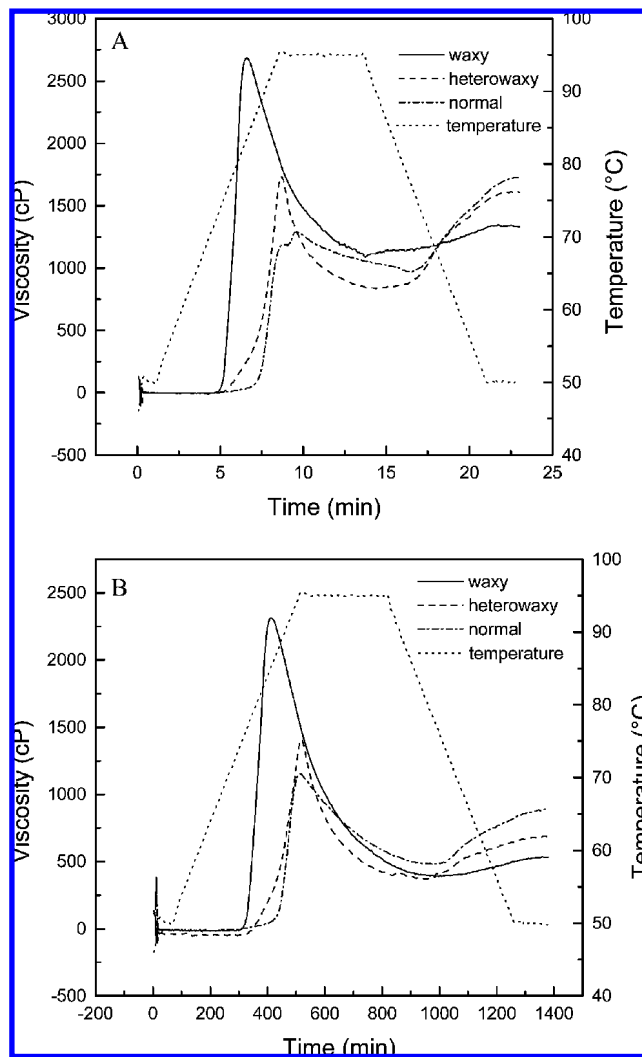 A
waxy
heterowaxy
normal
temperature
3000
2500
2000
1500
1000
500
0
-500
Viscosity (cP)
100
95
90
80
70
60
50
40
Temperature (°C)
0
5
10
15
20
25
Time (min)
B
waxy
heterowaxy
normal
temperature
2500
2000
1500
1000
500
0
-500
Viscosity (cP)
100
90
80
70
60
50
40
Temperature (°C)
-200
0
200
400
600
800
1000
1200
1400
Time (min)